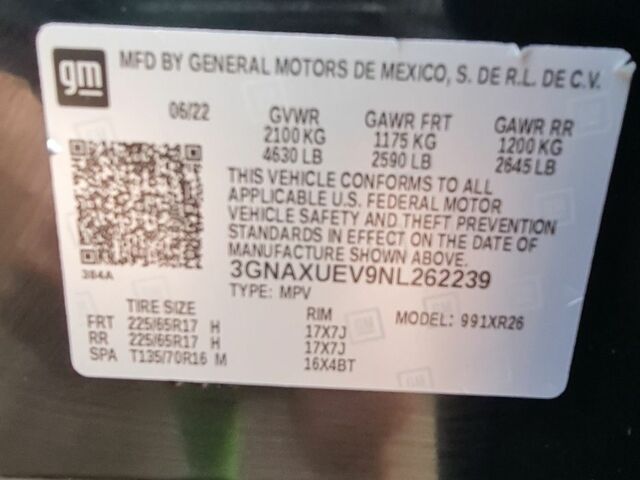 gm
MFD BY GENERAL MOTORS DE MEXICO, S. DE R.L. DE C.V.
06/22 GVWR GAWR FRT GAWR RR
2100 KG 1175 KG 1200 KG
4630 LB 2590 LB 2645 LB
THIS VEHICLE CONFORMS TO ALL
APPLICABLE U.S. FEDERAL MOTOR
VEHICLE SAFETY AND THEFT PREVENTION
STANDARDS IN EFFECT ON THE DATE OF
MANUFACTURE SHOWN ABOVE.
384A 3GNAXUEV9NL262239
TYPE: MPV
TIRE SIZE RIM MODEL: 991XR26
FRT 225/65R17 H 17X7J
RR 225/65R17 H 17X7J
SPA T135/70R16 M 16X4BT